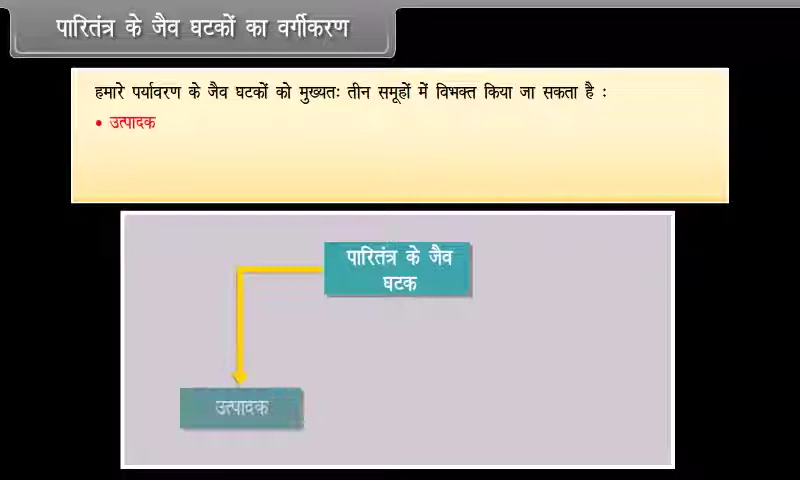 पारितंत्र के जैव घटकों का वर्गीकरण
हमारे पर्यावरण के जैव घटकों को मुख्यतः तीन समूहों में विभक्त किया जा सकता है :
• उत्पादक
पारितंत्र के जैव
घटक
उत्पादक